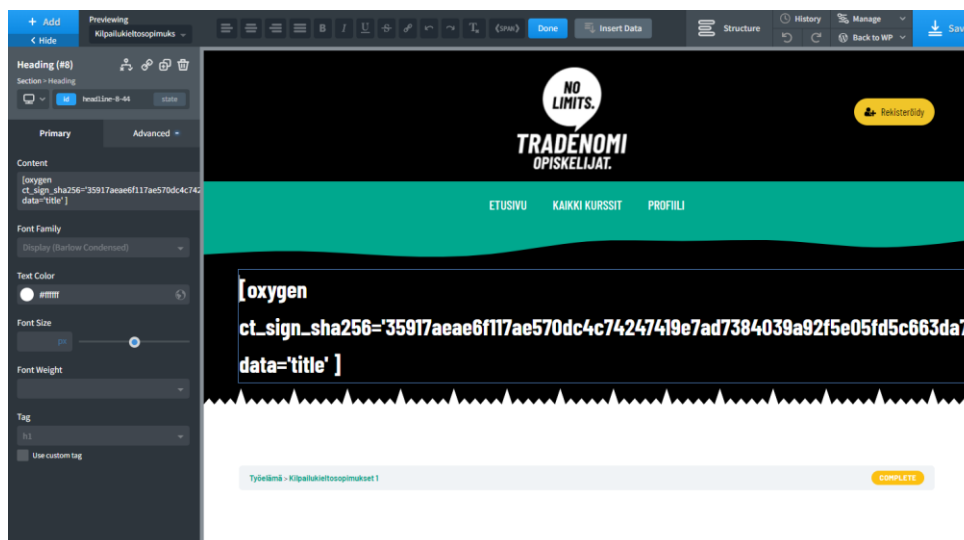 + Add
< Hide
Previewing
Kilpailukieltosopimuks
B I U S
T
(SPAN)
Done
Insert Data
Structure
History
Manage
Back to WP
Sav
Heading (#8)
Section > Heading
id headline-8-44 state
Primary Advanced
Content
[oxygen
ct_sign_sha256='35917aeae6f117ae570dc4c742
data='title' ]
Font Family
Display (Barlow Condensed)
Text Color
#ffffff
Font Size
px
Font Weight
Tag
h1
Use custom tag
NO
LIMITS.
TRADENOMI
OPISKELIJAT.
Rekisteröidy
ETUSIVU KAIKKI KURSSIT PROFIILI
[oxygen
ct_sign_sha256='35917aeae6f117ae570dc4c74247419e7ad7384039a92f5e05fd5c663da7
data='title' ]
Työelämä > Kilpailukieltosopimukset 1
COMPLETE